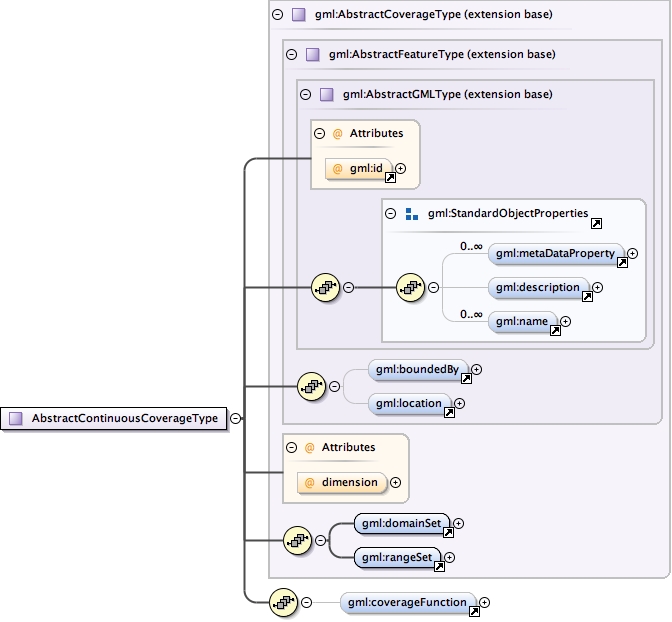 gml:AbstractCoverageType (extension base)
gml:AbstractFeatureType (extension base)
gml:AbstractGMLType (extension base)
@ Attributes
@ gml:id
gml:StandardObjectProperties
0..∞
gml:metaDataProperty
gml:description
0..∞
gml:name
gml:boundedBy
gml:location
AbstractContinuousCoverageType
@ Attributes
@ dimension
gml:domainSet
gml:rangeSet
gml:coverageFunction